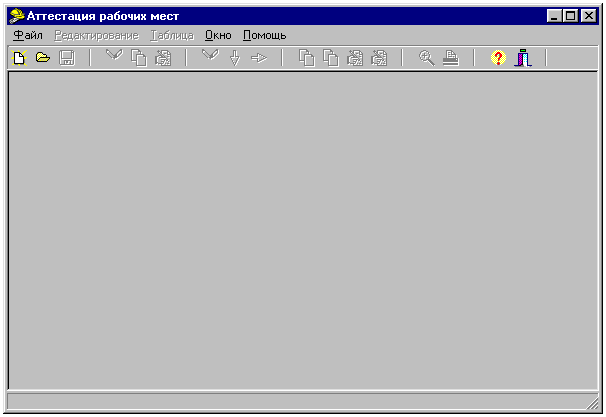 Аттестация рабочих мест
Файл Редактирование Таблица Окно Помощь